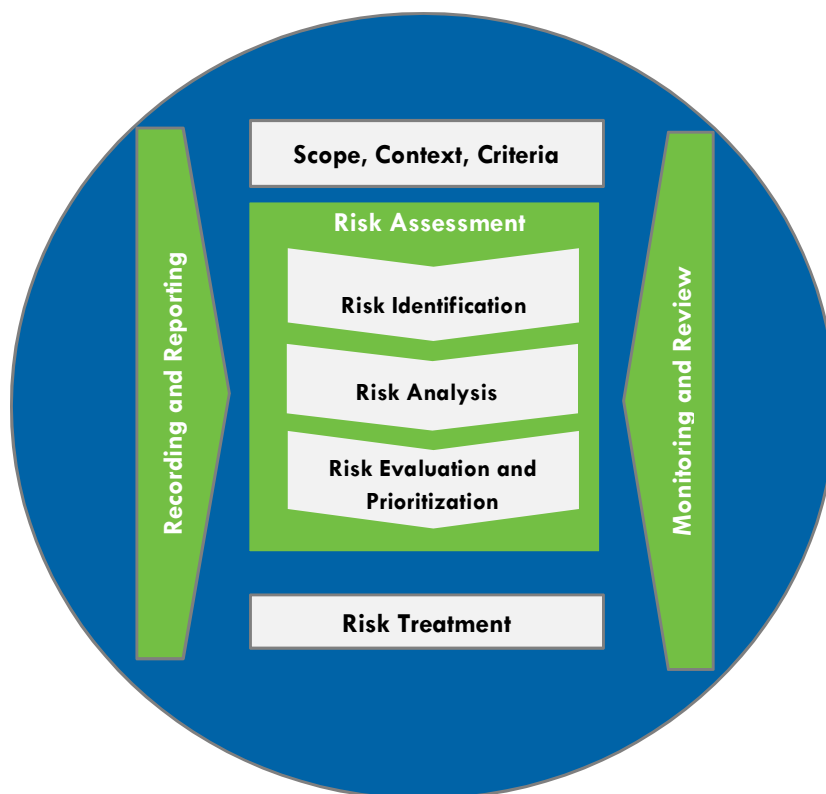 Scope, Context, Criteria
Risk Assessment
Risk Identification
Risk Analysis
Risk Evaluation and
Prioritization
Risk Treatment
Recording and Reporting
Monitoring and Review